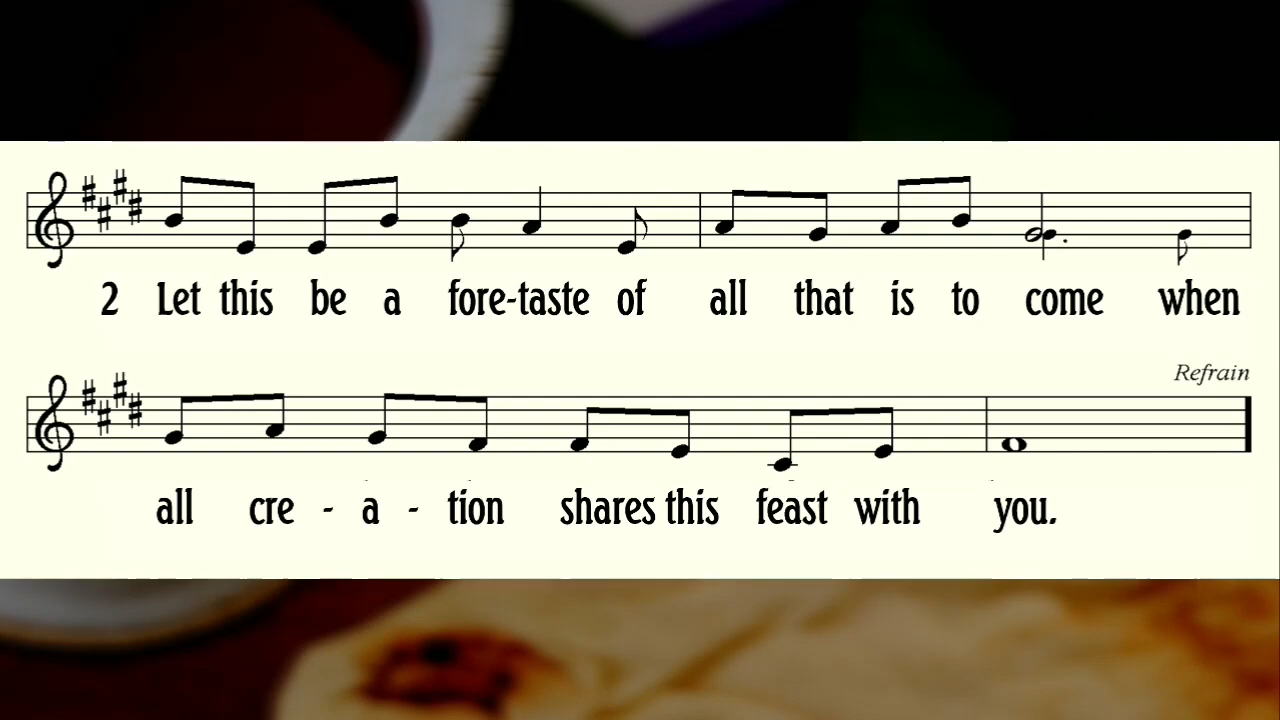 2 Let this be a fore-taste of all that is to come when
Refrain
all cre - a - tion shares this feast with you.